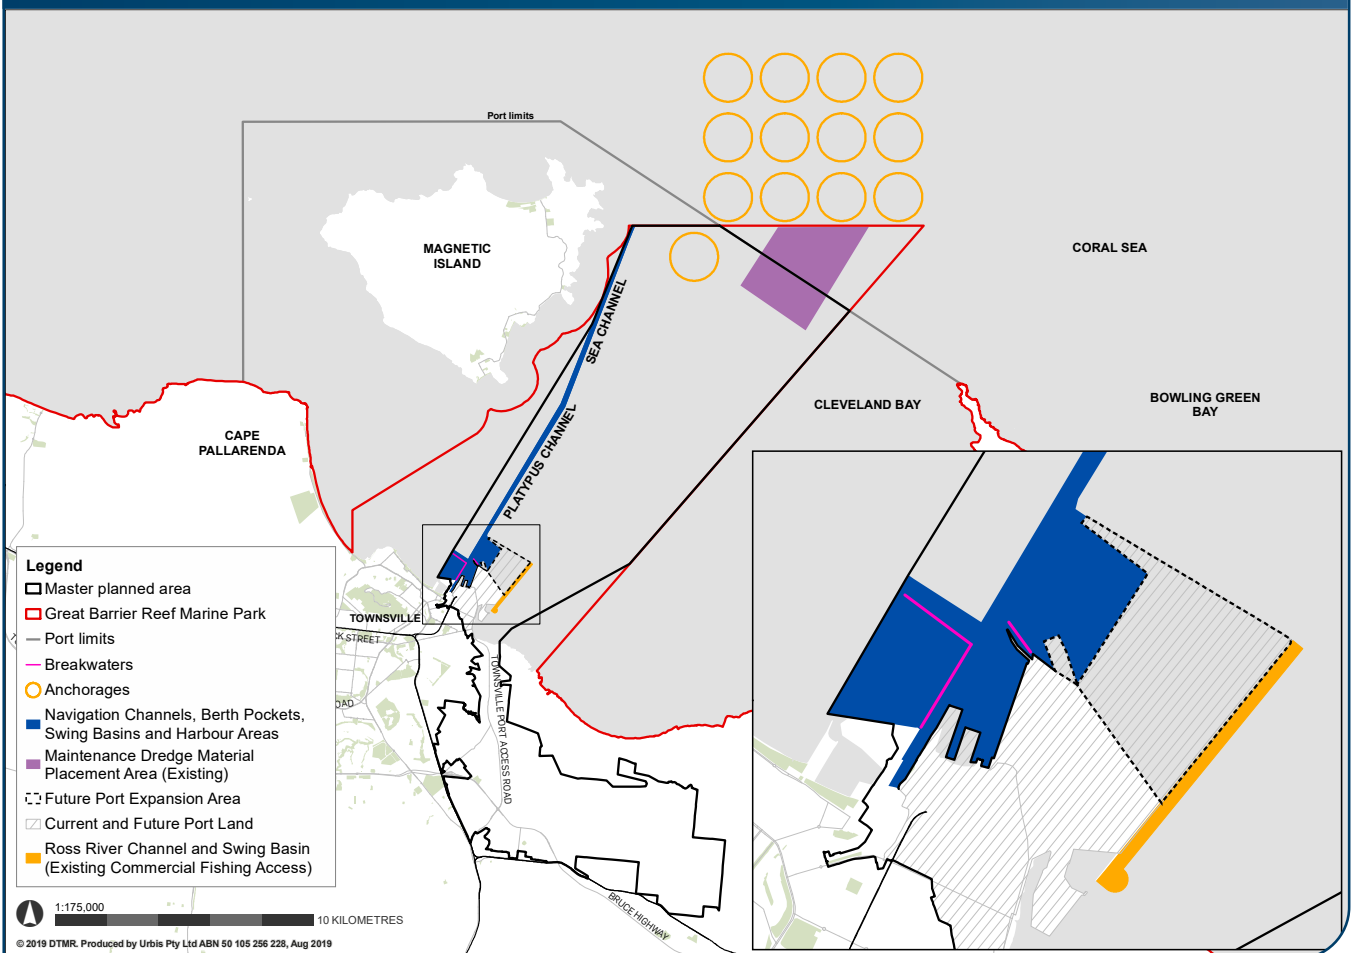 Port limits
MAGNETIC
ISLAND
CORAL SEA
SEA CHANNEL
CLEVELAND BAY
BOWLING GREEN
BAY
CAPE
PALLARENDA
PLATYPUS CHANNEL
TOWNSVILLE
CK STREET
OAD
TOWNSVILLE PORT ACCESS ROAD
BRUCE HIGHWAY
Legend
Master planned area
Great Barrier Reef Marine Park
Port limits
Breakwaters
Anchorages
Navigation Channels, Berth Pockets,
Swing Basins and Harbour Areas
Maintenance Dredge Material
Placement Area (Existing)
Future Port Expansion Area
Current and Future Port Land
Ross River Channel and Swing Basin
(Existing Commercial Fishing Access)
1:175,000
10 KILOMETRES
© 2019 DTMR. Produced by Urbis Pty Ltd ABN 50 105 256 228, Aug 2019